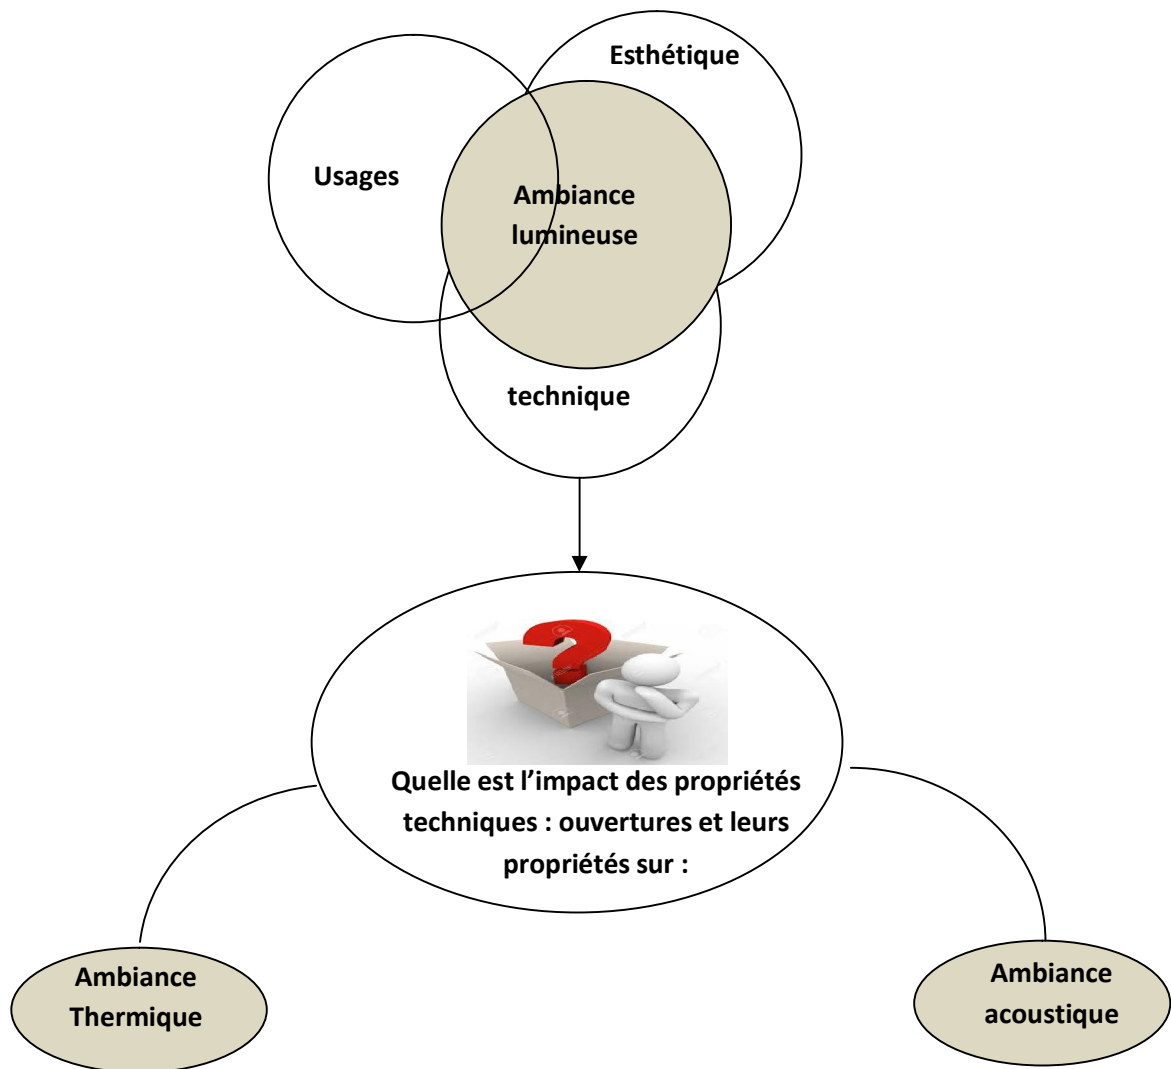 Esthétique
Usages
Ambiance
lumineuse
technique
Quelle est l’impact des propriétés
techniques : ouvertures et leurs
propriétés sur :
Ambiance
Thermique
Ambiance
acoustique